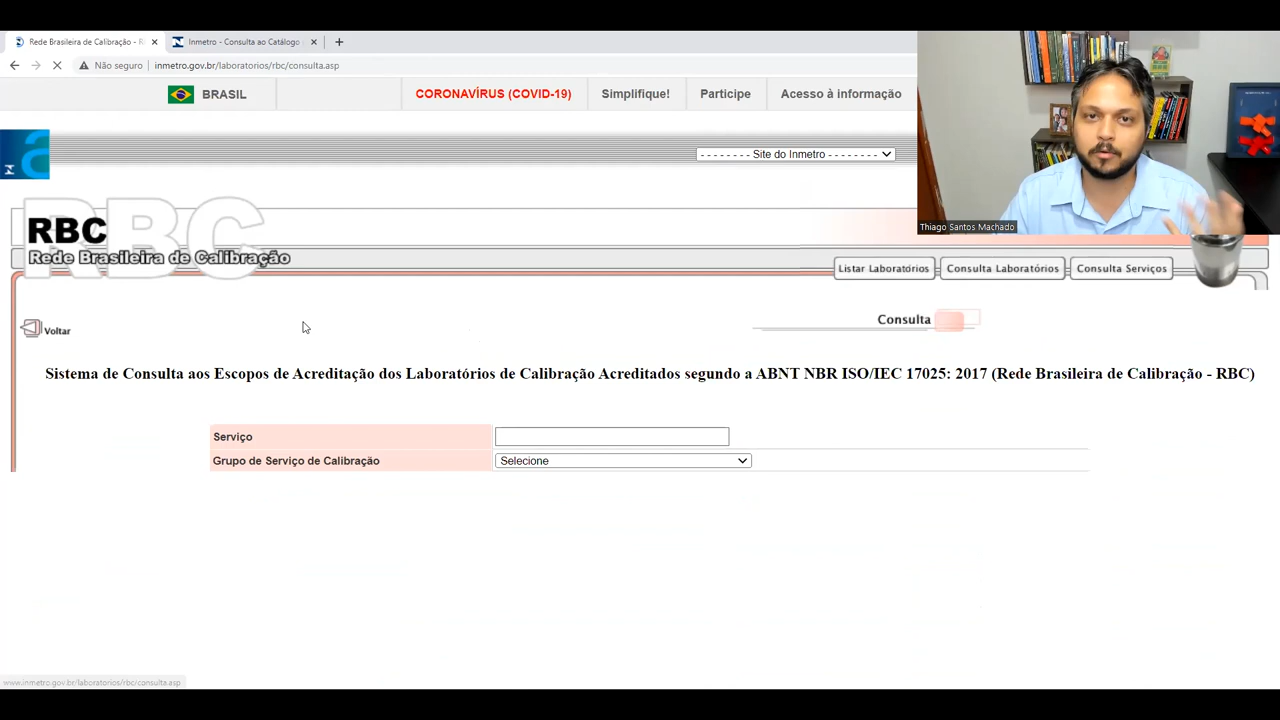 Rede Brasileira de Calibração - R
Inmetro - Consulta ao Catálogo
Não seguro
inmetro.gov.br/laboratorios/rbc/consulta.asp
BRASIL
CORONAVÍRUS (COVID-19)
Simplifique!
Participe
Acesso à informação
- - - - - - - - Site do Inmetro - - - - - - - -
Thiago Santos Machado
RBC
RBC
Rede Brasileira de Calibração
Listar Laboratórios
Consulta Laboratórios
Consulta Serviços
Voltar
Consulta
Sistema de Consulta aos Escopos de Acreditação dos Laboratórios de Calibração Acreditados segundo a ABNT NBR ISO/IEC 17025: 2017 (Rede Brasileira de Calibração - RBC)
Serviço
Grupo de Serviço de Calibração
Selecione
www.inmetro.gov.br/laboratorios/rbc/consulta.asp